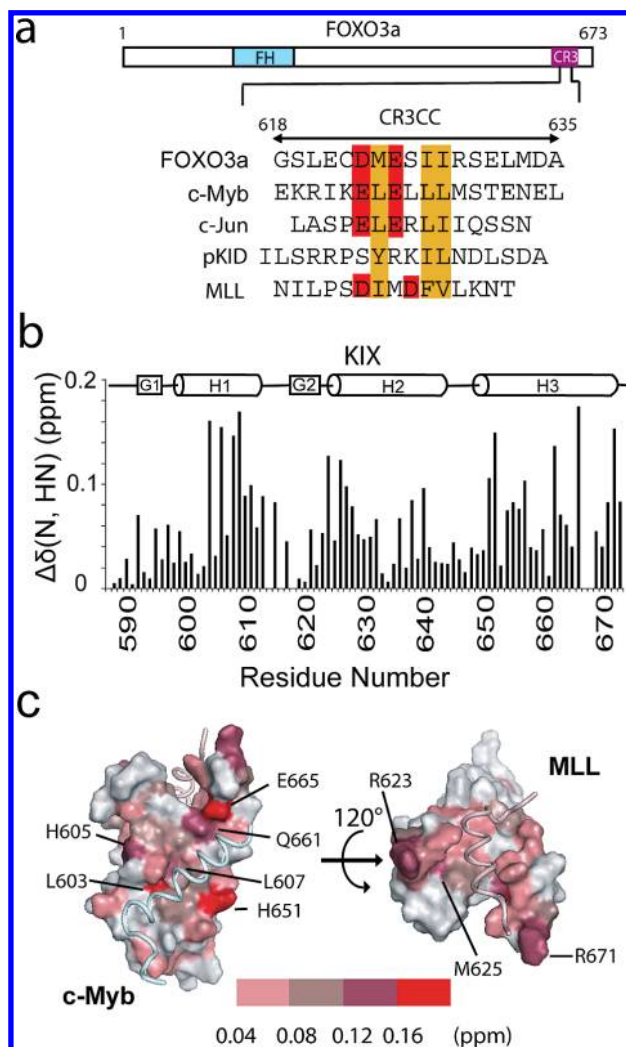 a
1 FOXO3a 673
FH CR3
618 CR3CC 635
FOXO3a GSLECDMESIIRSELMDA
c-Myb EKRIKELELLLMSTENEL
c-Jun LASPELERLIIQSSN
pKID ILSRRPSYRKILNDLSDA
MLL NILPSDIMDFVLKNT
b
KIX
G1 H1 G2 H2 H3
Δδ(N, HN) (ppm)
0.2
0.1
0
590 600 610 620 630 640 650 660 670
Residue Number
c
MLL
E665
R623
H605
Q661
120°
L603
L607
H651
M625
R671
c-Myb
0.04 0.08 0.12 0.16 (ppm)